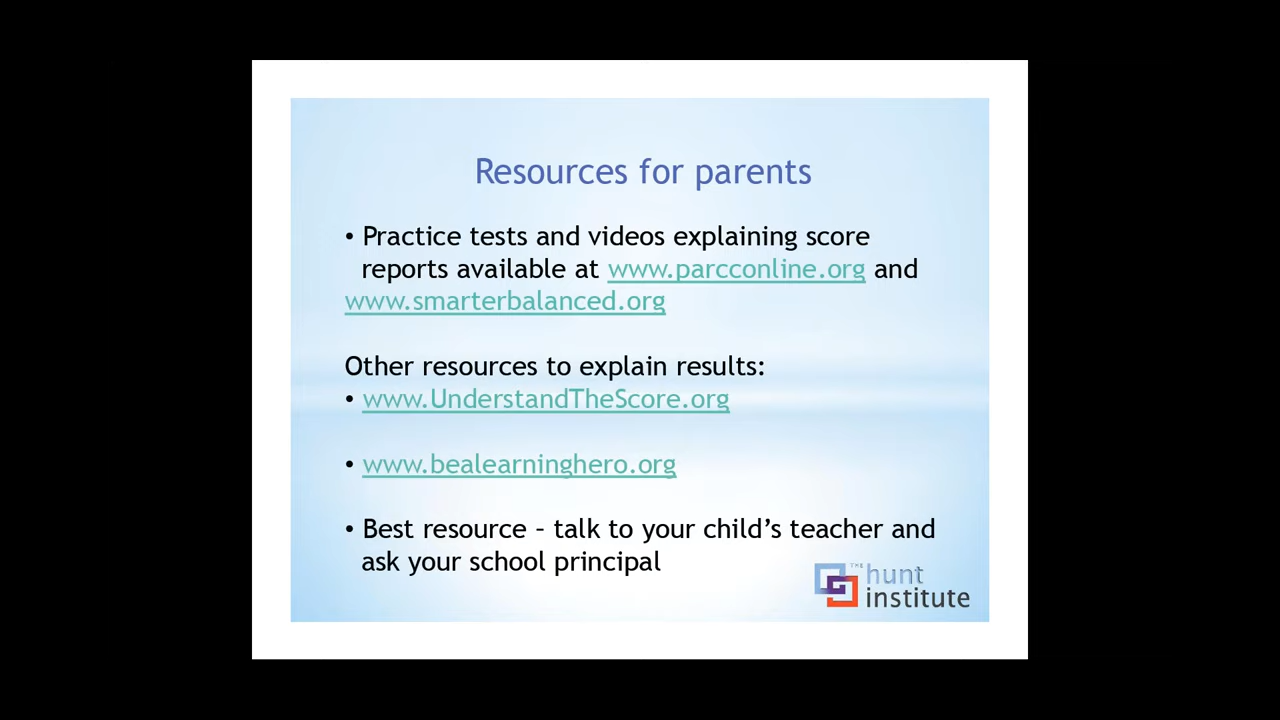 Resources for parents
• Practice tests and videos explaining score
reports available at www.parcconline.org and
www.smarterbalanced.org
Other resources to explain results:
• www.UnderstandTheScore.org
• www.bealearninghero.org
• Best resource – talk to your child’s teacher and
ask your school principal
THE hunt
institute